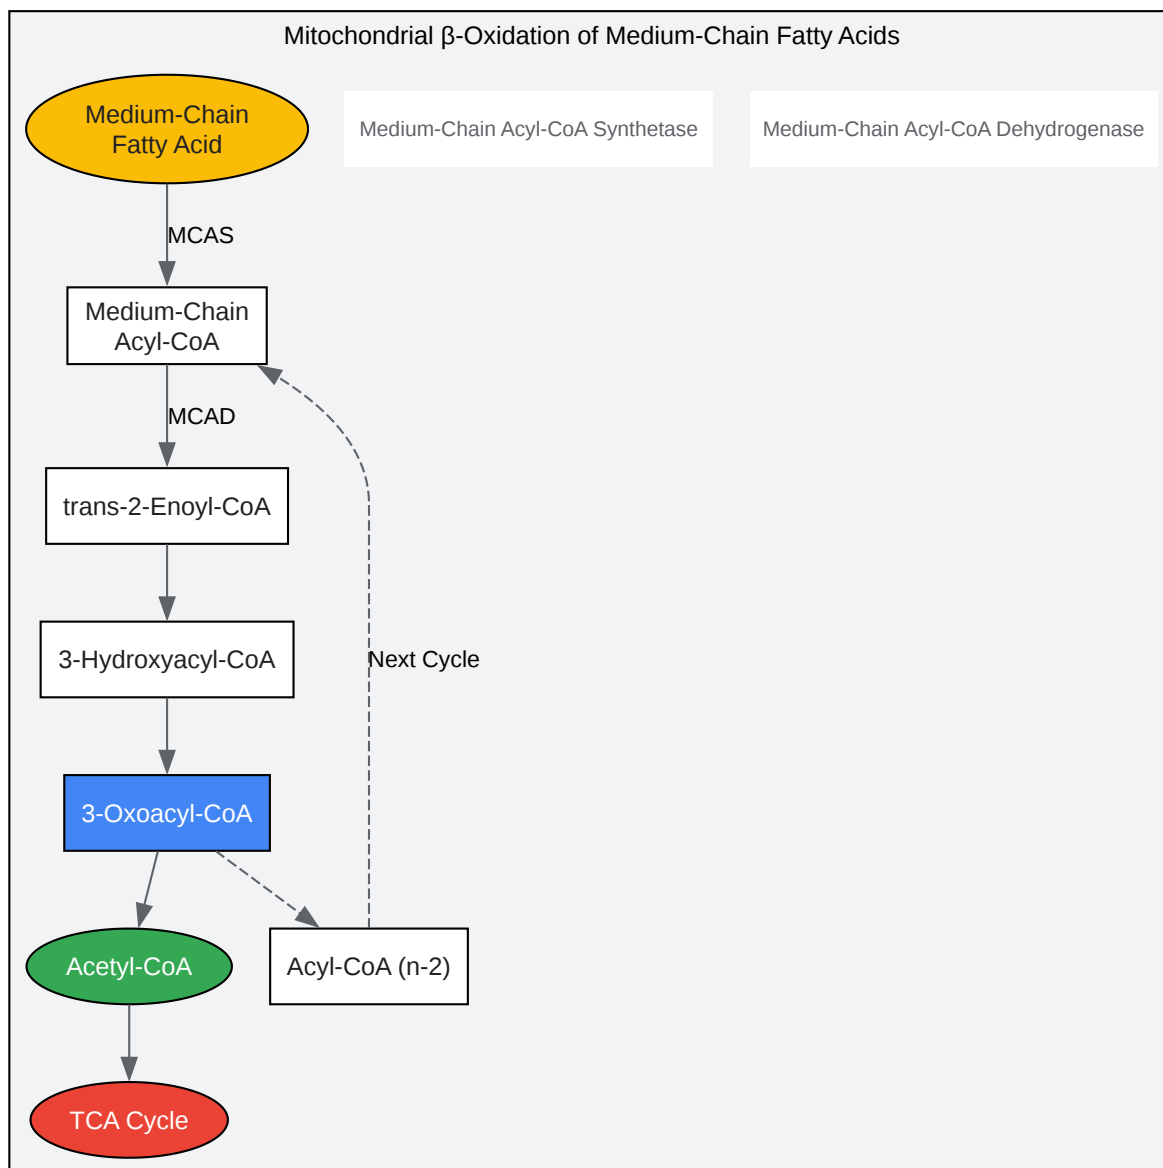 Mitochondrial β-Oxidation of Medium-Chain Fatty Acids
Medium-Chain
Fatty Acid
Medium-Chain Acyl-CoA Synthetase
Medium-Chain Acyl-CoA Dehydrogenase
MCAS
Medium-Chain
Acyl-CoA
MCAD
trans-2-Enoyl-CoA
3-Hydroxyacyl-CoA
Next Cycle
3-Oxoacyl-CoA
Acetyl-CoA
Acyl-CoA (n-2)
TCA Cycle